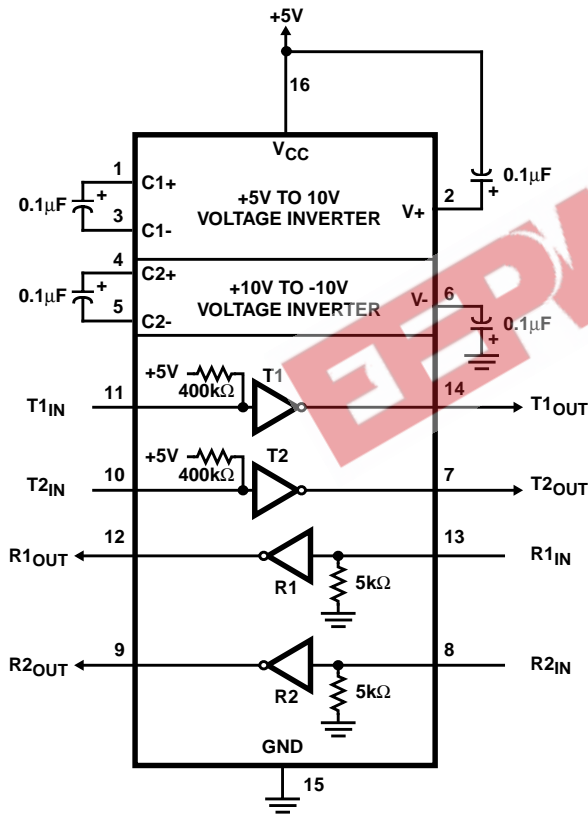 +5V
16
VCC
1
C1+
0.1μF
+
3
C1-
+5V TO 10V
VOLTAGE INVERTER
V+
2
+
0.1μF
4
C2+
0.1μF
+
5
C2-
+10V TO -10V
VOLTAGE INVERTER
V-
6
0.1μF
+
+5V
400kΩ
T1
T1IN
11
14
T1OUT
+5V
400kΩ
T2
T2IN
10
7
T2OUT
R1OUT
12
R1
5kΩ
13
R1IN
R2OUT
9
R2
5kΩ
8
R2IN
GND
15